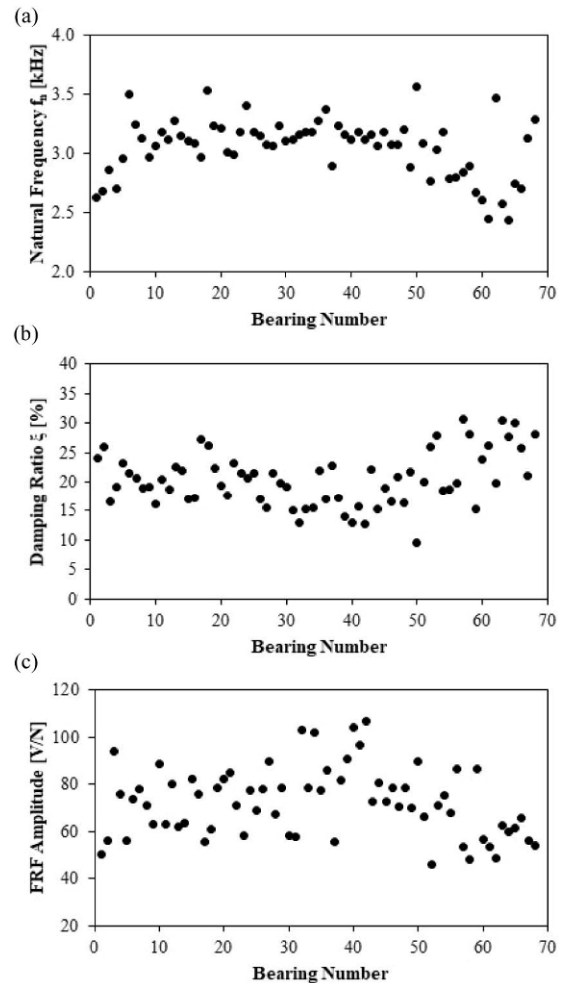 (a)
Natural Frequency fn [kHz]
4.0
3.5
3.0
2.5
2.0
0 10 20 30 40 50 60 70
Bearing Number
(b)
Damping Ratio ξ [%]
40
35
30
25
20
15
10
5
0
0 10 20 30 40 50 60 70
Bearing Number
(c)
FRF Amplitude [V/N]
120
100
80
60
40
20
0 10 20 30 40 50 60 70
Bearing Number